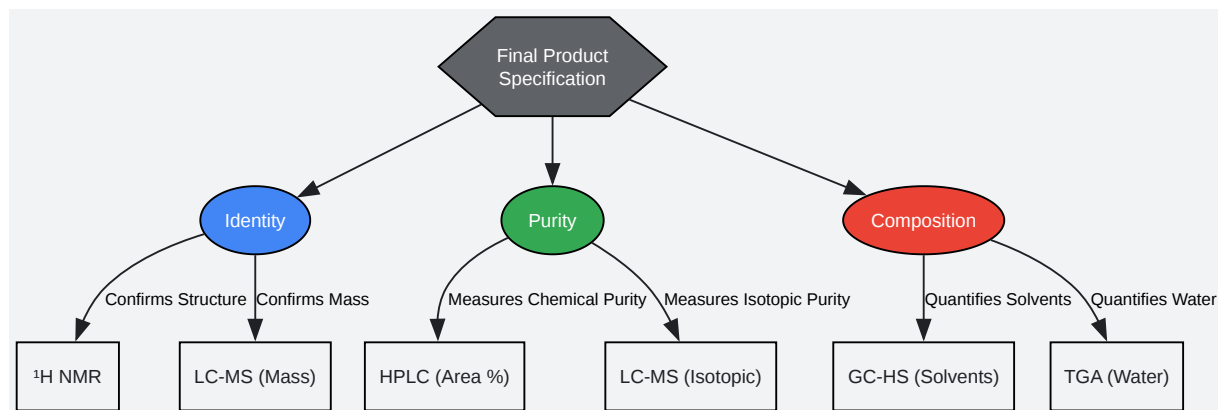 Final Product
Specification
Identity
Purity
Composition
Confirms Structure
Confirms Mass
Measures Chemical Purity
Measures Isotopic Purity
Quantifies Solvents
Quantifies Water
¹H NMR
LC-MS (Mass)
HPLC (Area %)
LC-MS (Isotopic)
GC-HS (Solvents)
TGA (Water)